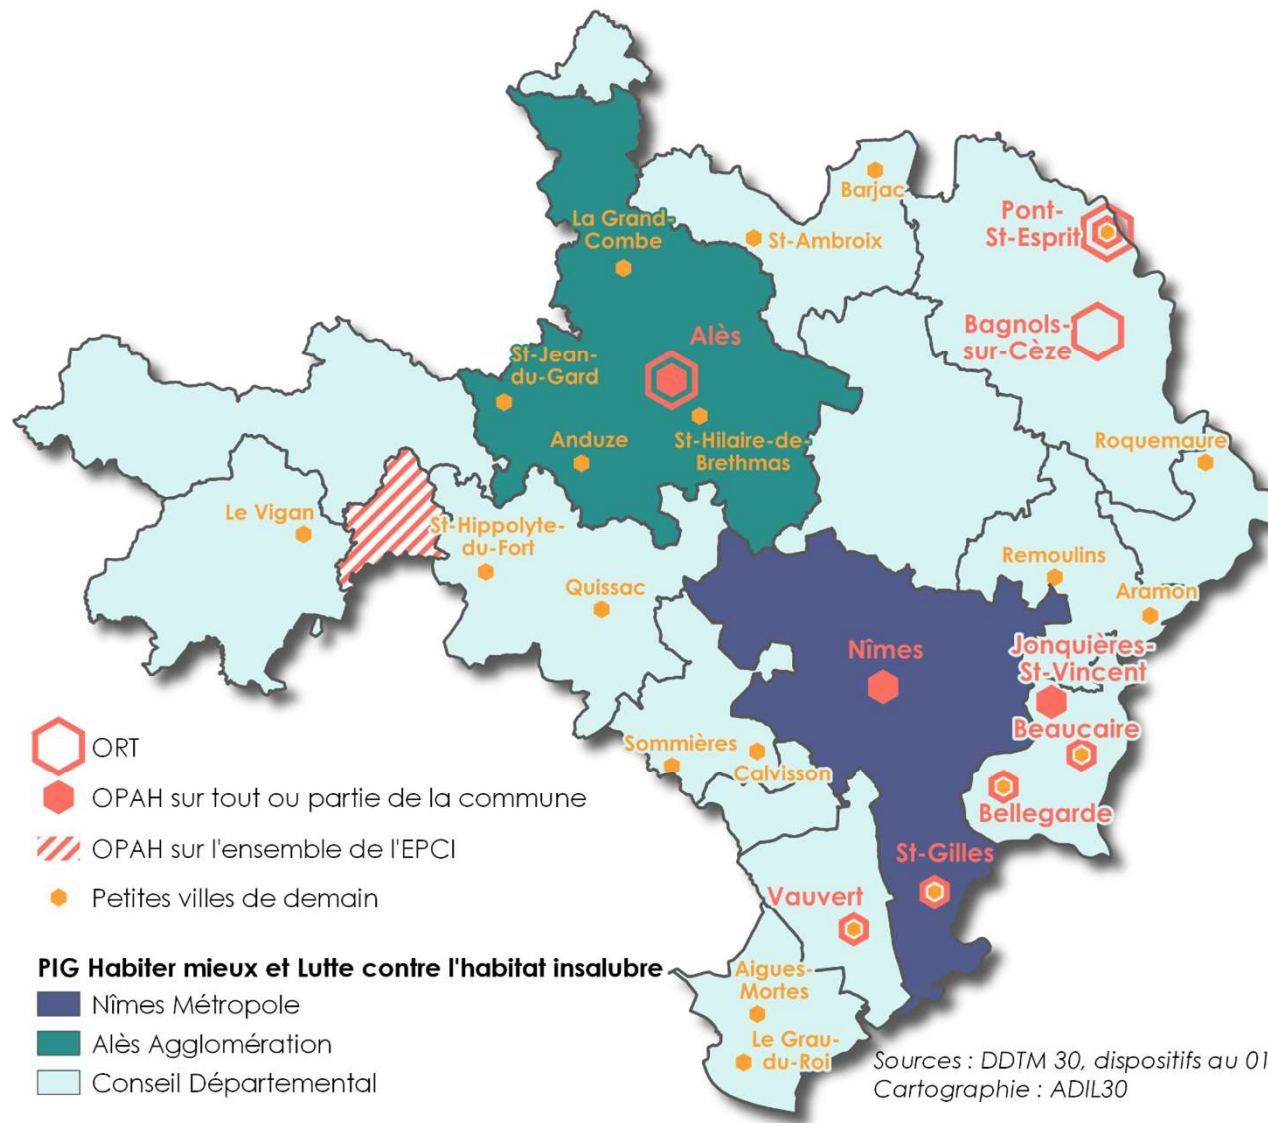 Barjac
La Grand-
Combe
St-Ambroix
Pont-
St-Esprit
Bagnols-
sur-Cèze
Alès
St-Jean-
du-Gard
Anduze
St-Hilaire-de-
Brethmas
Roquemaure
Le Vigan
St-Hippolyte-
du-Fort
Quissac
Remoulins
Aramon
Nîmes
Jonquières-
St-Vincent
Beaucaire
Sommières
Calvisson
Bellegarde
St-Gilles
Vauvert
Aigues-
Mortes
Le Grau-
du-Roi
ORT
OPAH sur tout ou partie de la commune
OPAH sur l'ensemble de l'EPCI
Petites villes de demain
PIG Habiter mieux et Lutte contre l'habitat insalubre
Nîmes Métropole
Alès Agglomération
Conseil Départemental
Sources : DDTM 30, dispositifs au 01
Cartographie : ADIL30